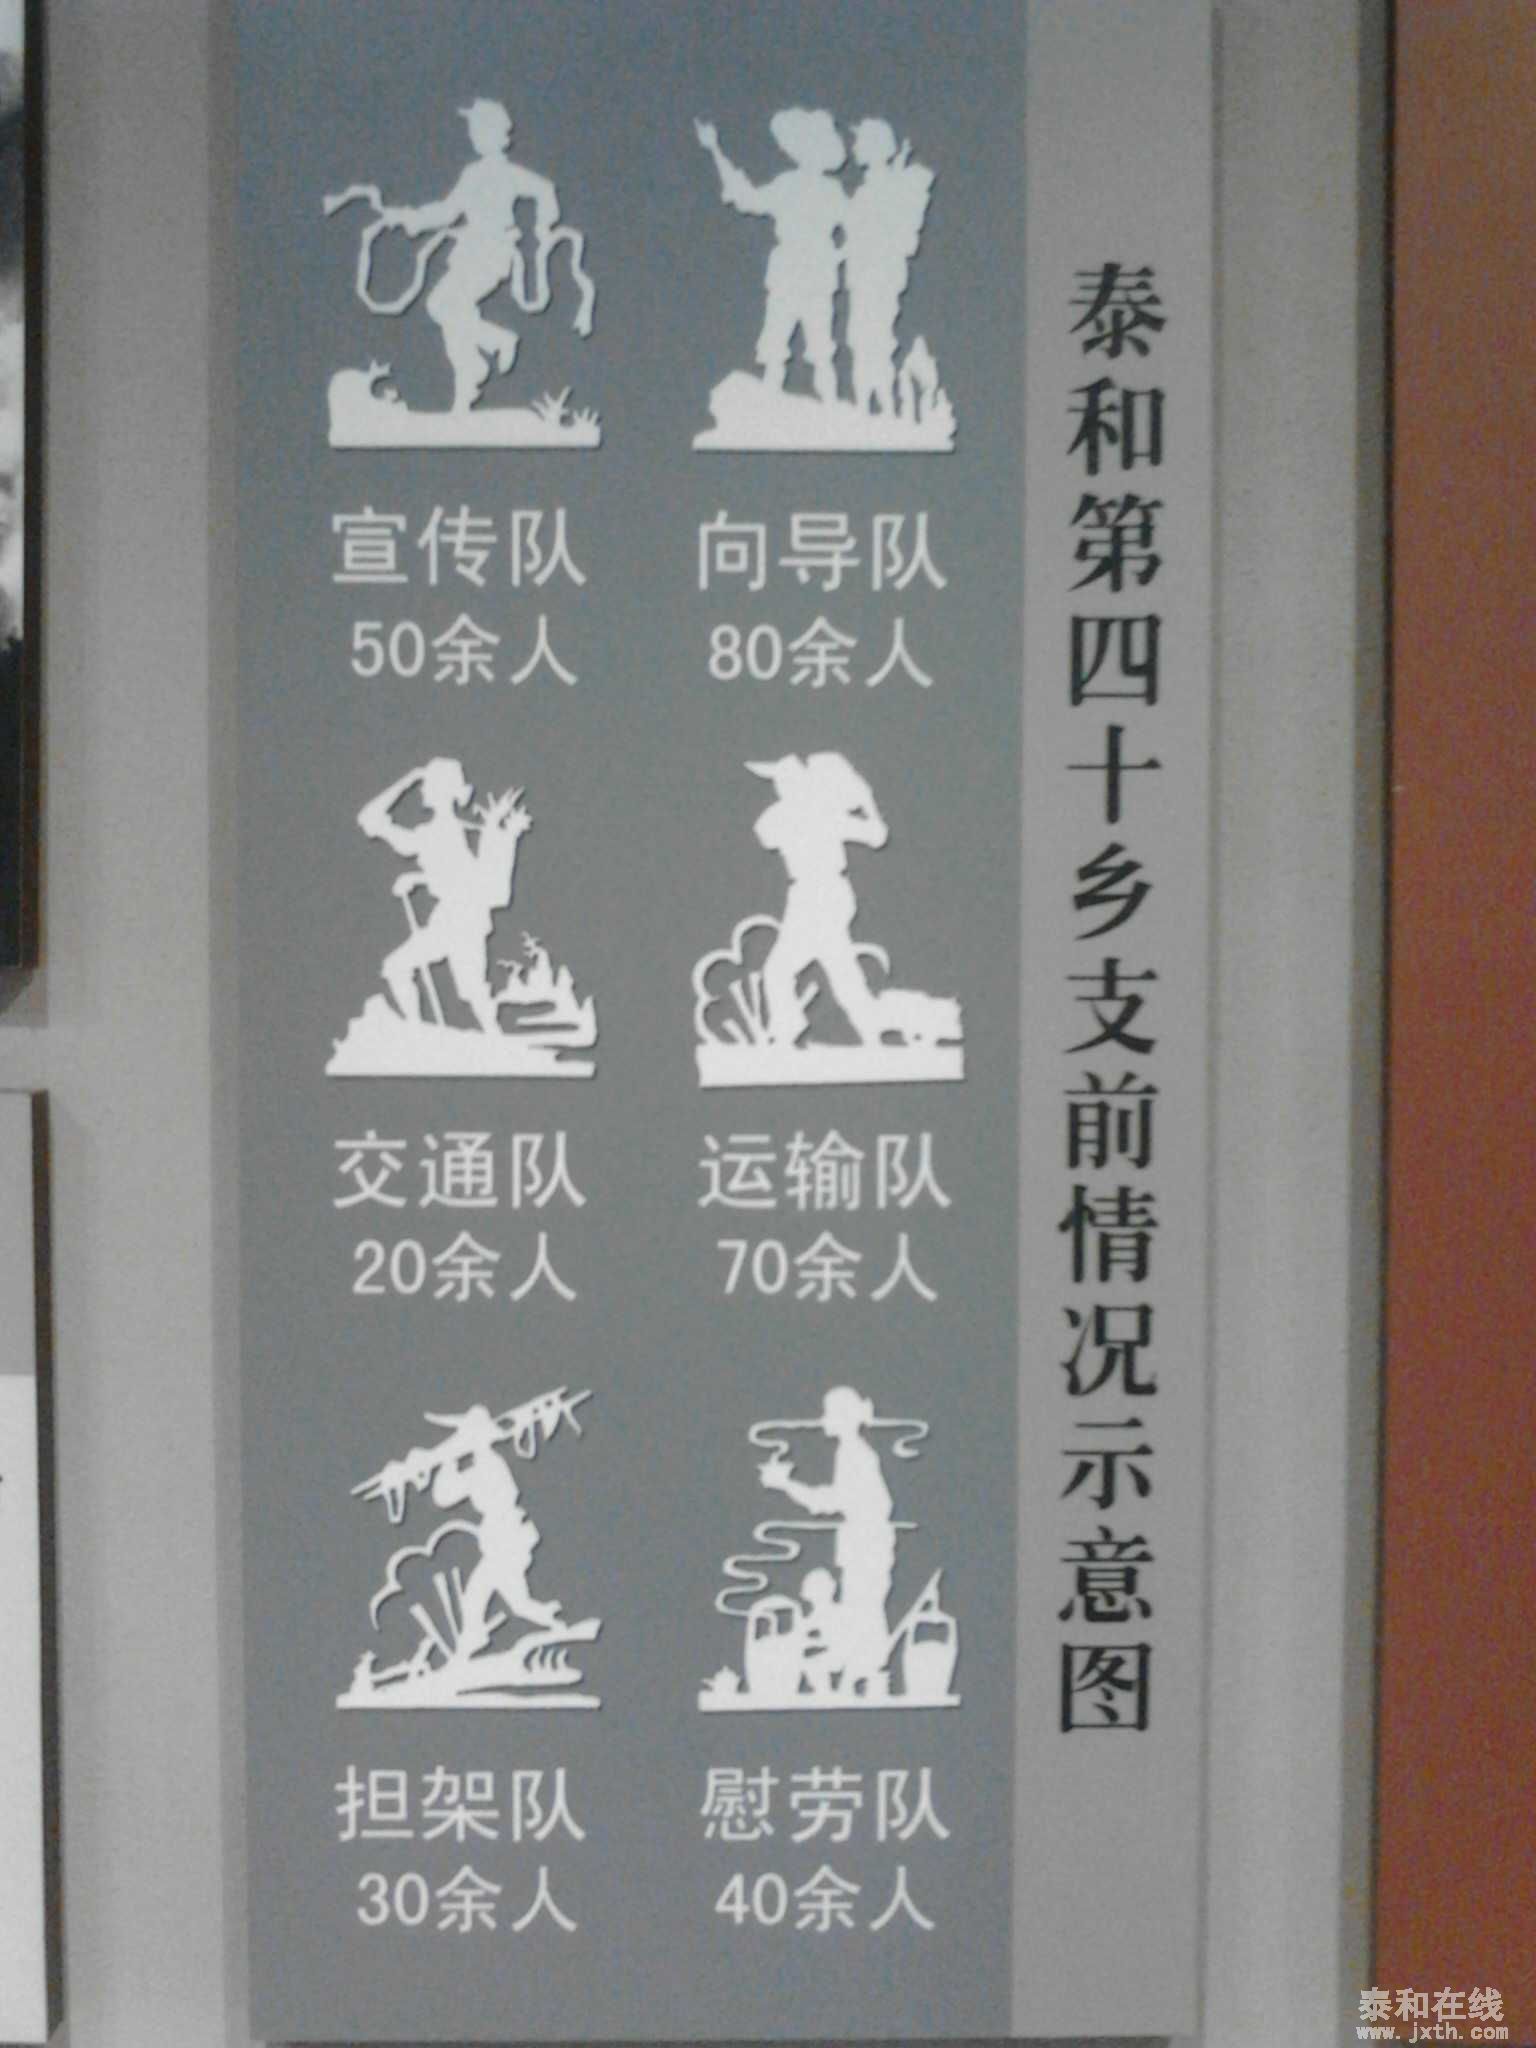 泰和第四十乡支前情况示意图
宣传队
50余人
向导队
80余人
交通队
20余人
运输队
70余人
担架队
30余人
慰劳队
40余人
泰和在线
www.jxth.com